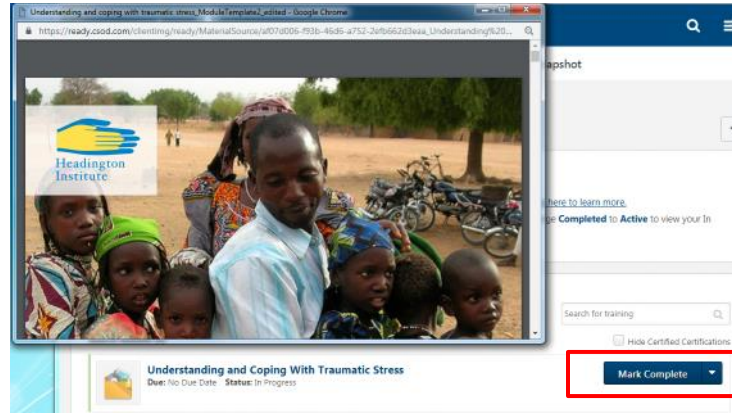 Understanding and coping with traumatic stress_ModuleTemplate2_edited - Google Chrome
https://ready.csod.com/clientimg/ready/MaterialSource/af07d006-f93b-46d6-a752-2efb662d3eaa_Understanding%20...
apshot
Headington
Institute
here to learn more.
ge Completed to Active to view your In
Search for training
Hide Certified Certifications
Understanding and Coping With Traumatic Stress
Due: No Due Date Status: In Progress
Mark Complete